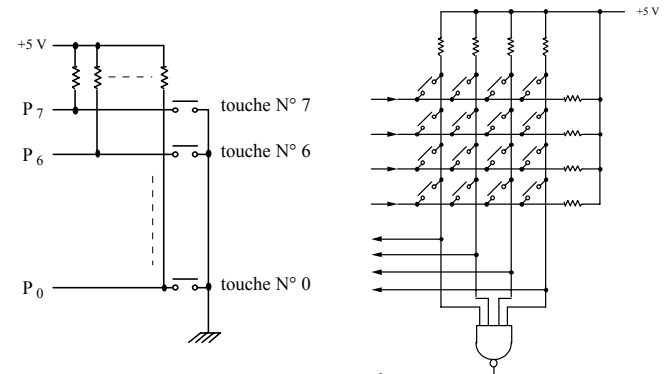 +5 V
P 7
touche N° 7
P 6
touche N° 6
P 0
touche N° 0
+5 V